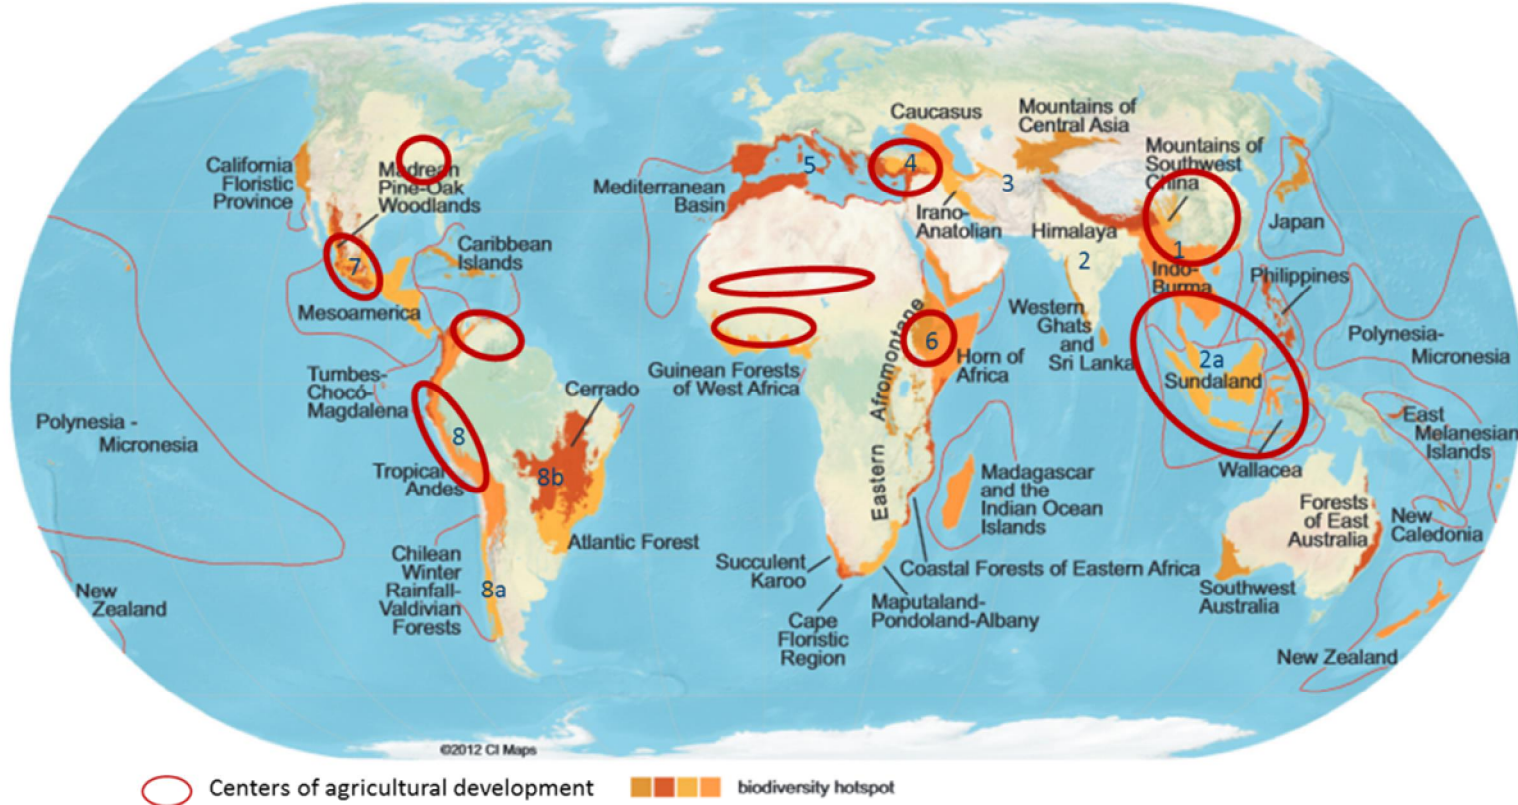 Caucasus
Mountains of
Central Asia
Mountains of
Southwest
China
California
Floristic
Province
Madrean
Pine-Oak
Woodlands
Mediterranean
Basin
5
4
3
Irano-
Anatolian
Himalaya
Japan
Caribbean
Islands
7
2
1
Indo-
Burma
Philippines
Mesoamerica
Western
Ghats
and
Sri Lanka
Polynesia-
Micronesia
Guinean Forests
of West Africa
6
Horn of
Africa
2a
Sundaland
Tumbes-
Chocó-
Magdalena
Cerrado
Eastern Afromontane
Polynesia -
Micronesia
8
East
Melanesian
Islands
Tropical
Andes
8b
Wallacea
Madagascar
and the
Indian Ocean
Islands
Forests
of East
Australia
New
Caledonia
Atlantic Forest
Chilean
Winter
Rainfall-
Valdivian
Forests
8a
Succulent
Karoo
Coastal Forests of Eastern Africa
Maputaland-
Pondoland-Albany
Cape
Floristic
Region
Southwest
Australia
New
Zealand
New Zealand
©2012 CI Maps
Centers of agricultural development
biodiversity hotspot